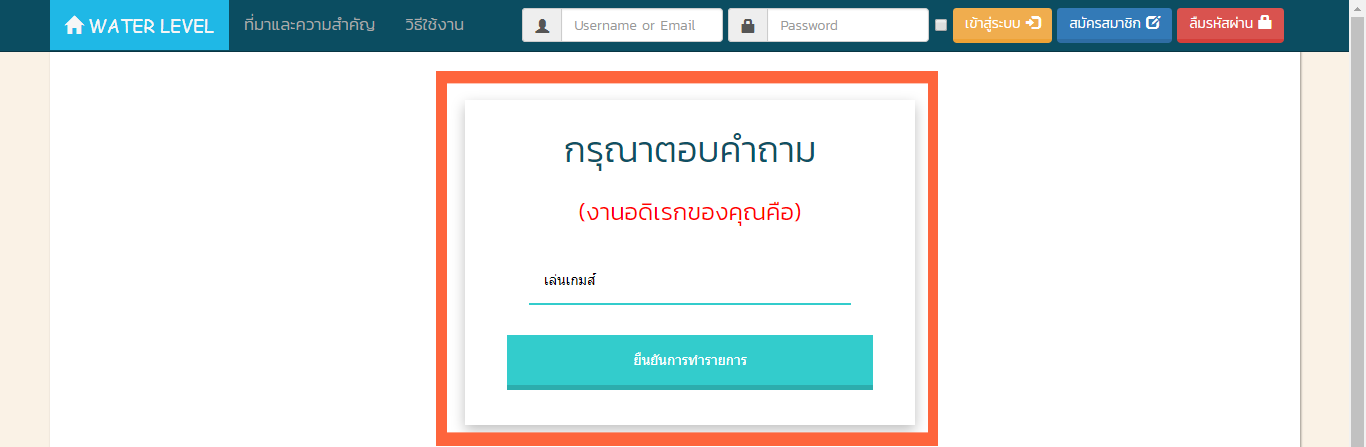 WATER LEVEL ที่มาและความสำคัญ วิธีใช้งาน Username or Email Password เข้าสู่ระบบ สมัครสมาชิก ลืมรหัสผ่าน
กรุณาตอบคำถาม
(งานอดิเรกของคุณคือ)
เล่นเกมส์
ยืนยันการทำรายการ